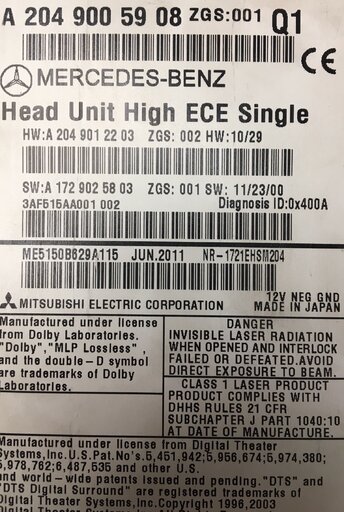 A 204 900 59 08 ZGS:001 Q1
CE
MERCEDES-BENZ
Head Unit High ECE Single
HW:A 204 901 22 03 ZGS: 002 HW:10/29
SW:A 172 902 58 03 ZGS: 001 SW: 11/23/00
3AF515AA001 002 Diagnosis ID:0x400A
ME5150B629A115 JUN.2011 NR-1721EHSM204
MITSUBISHI ELECTRIC CORPORATION
12V NEG GND
MADE IN JAPAN
Manufactured under license
from Dolby Laboratories.
"Dolby","MLP Lossless",
and the double-D symbol
are trademarks of Dolby
Laboratories.
DANGER
INVISIBLE LASER RADIATION
WHEN OPENED AND INTERLOCK
FAILED OR DEFEATED.AVOID
DIRECT EXPOSURE TO BEAM.
CLASS 1 LASER PRODUCT
PRODUCT COMPLIES WITH
DHHS RULES 21 CFR
SUBCHAPTER J PART 1040:10
AT DATE OF MANUFACTURE.
Manufactured under license from Digital Theater
Systems,Inc.U.S.Pat.No's.5,451,942;5,956,674;5,974,380;
5,978,762;6,487,535 and other U.S.
and world-wide patents issued and pending."DTS" and
"DTS Digital Surround" are registered trademarks of
Digital Theater Systems,Inc.Copyright 1996,2003